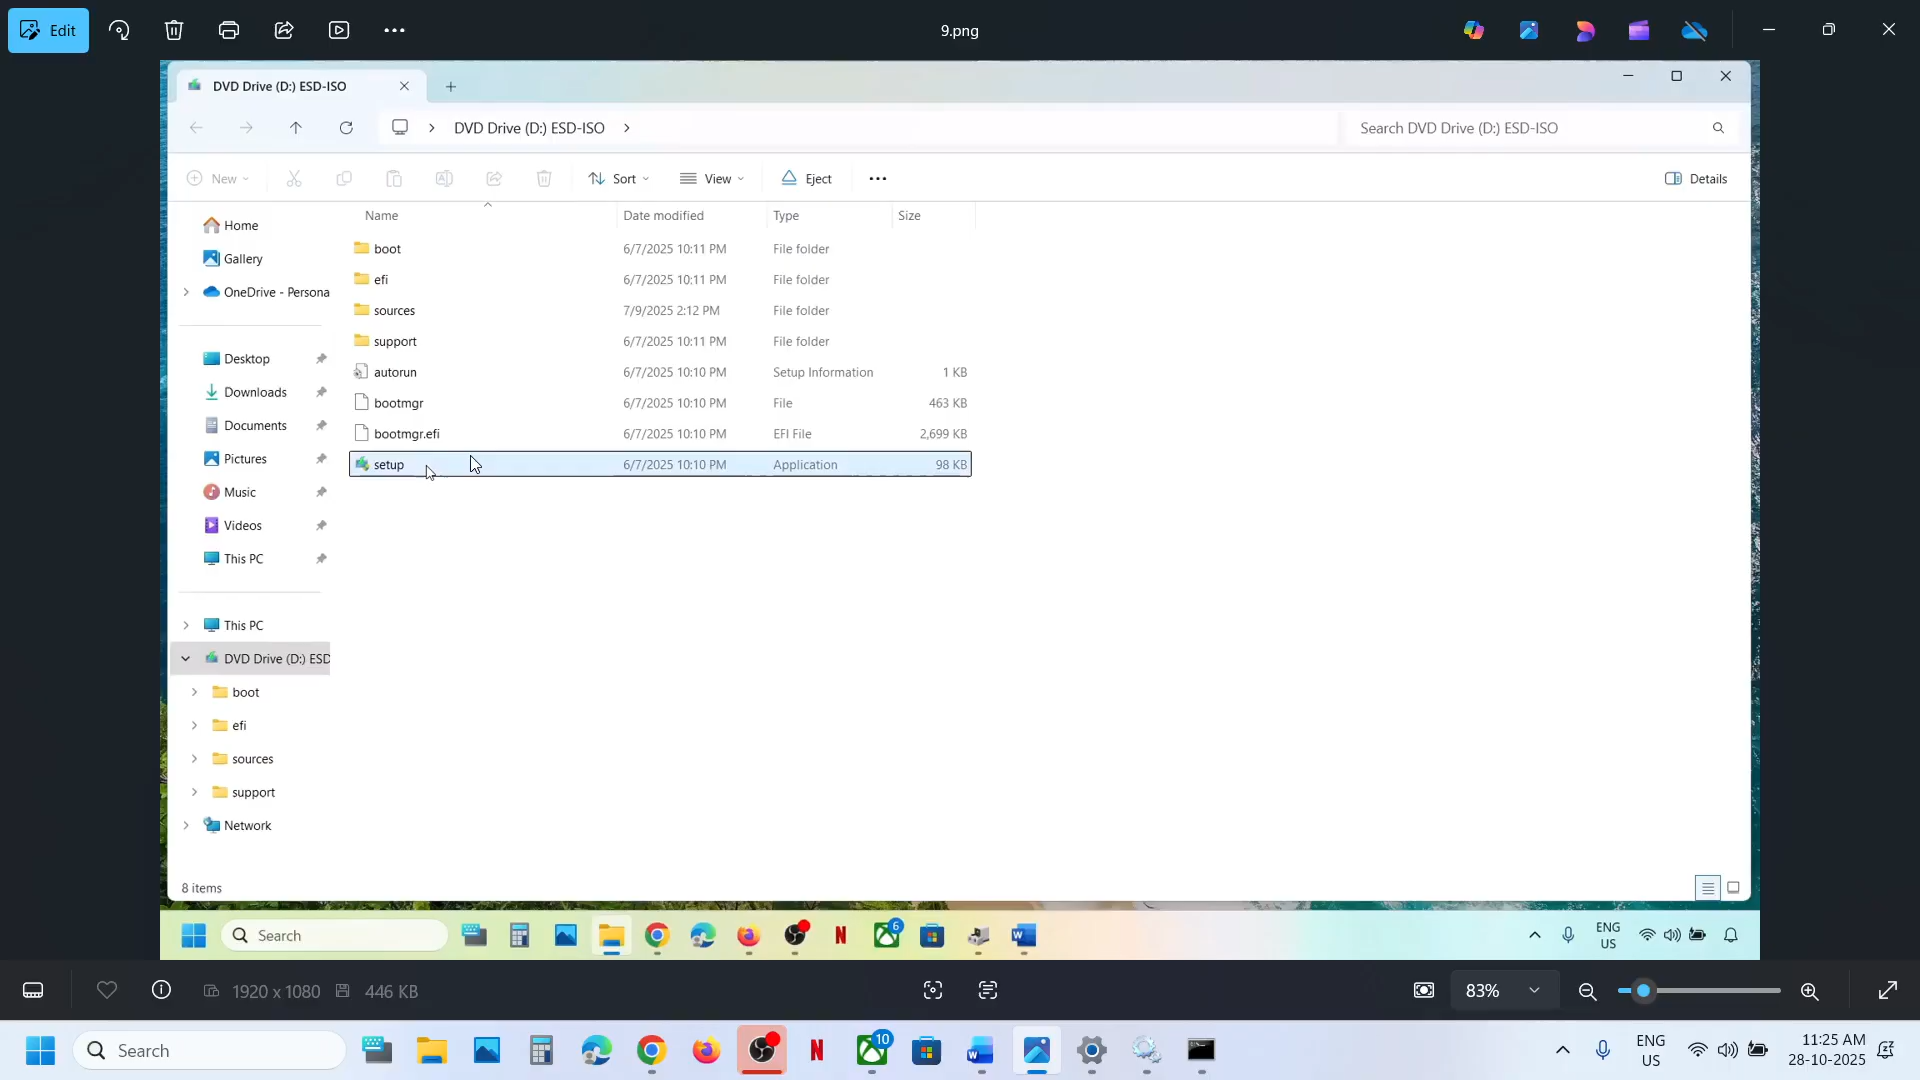 Edit
9.png
DVD Drive (D:) ESD-ISO
DVD Drive (D:) ESD-ISO
Search DVD Drive (D:) ESD-ISO
New
Sort
View
Eject
Details
Name Date modified Type Size
Home
Gallery
OneDrive - Persona
Desktop
Downloads
Documents
Pictures
Music
Videos
This PC
This PC
DVD Drive (D:) ESD
boot
efi
sources
support
Network
boot 6/7/2025 10:11 PM File folder
efi 6/7/2025 10:11 PM File folder
sources 7/9/2025 2:12 PM File folder
support 6/7/2025 10:11 PM File folder
autorun 6/7/2025 10:10 PM Setup Information 1 KB
bootmgr 6/7/2025 10:10 PM File 463 KB
bootmgr.efi 6/7/2025 10:10 PM EFI File 2,699 KB
setup 6/7/2025 10:10 PM Application 98 KB
8 items
Search
6
W
ENG
US
1920 x 1080
446 KB
83%
Search
10
W
ENG
US
11:25 AM
28-10-2025